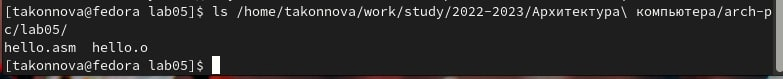 [takonnova@fedora lab05]$ ls /home/takonnova/work/study/2022-2023/Архитектура\ компьютера/arch-p
c/lab05/
hello.asm  hello.o
[takonnova@fedora lab05]$